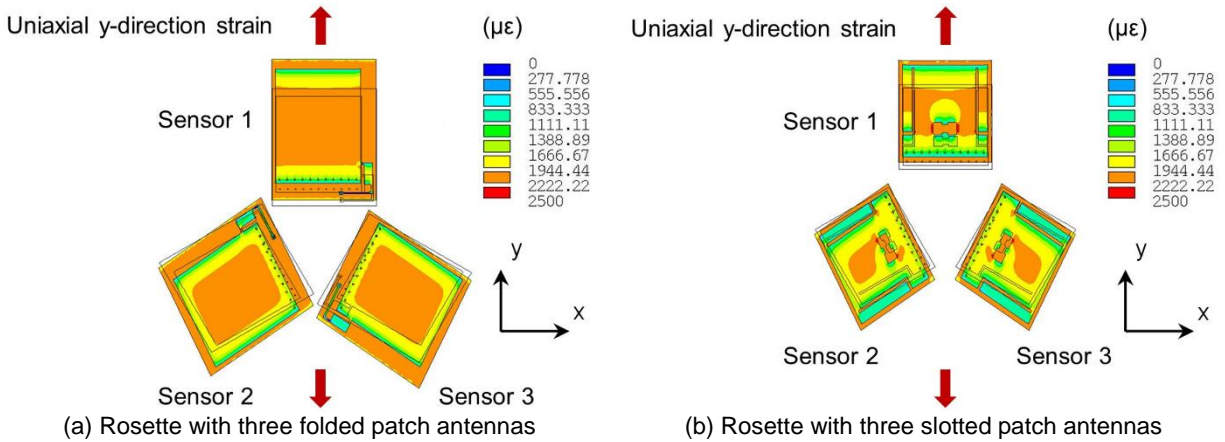 Uniaxial y-direction strain
(με)
0
277.778
555.556
833.333
1111.11
1388.89
1666.67
1944.44
2222.22
2500
Sensor 1
Sensor 2
Sensor 3
y
x
(a) Rosette with three folded patch antennas
Uniaxial y-direction strain
(με)
0
277.778
555.556
833.333
1111.11
1388.89
1666.67
1944.44
2222.22
2500
Sensor 1
Sensor 2
Sensor 3
y
x
(b) Rosette with three slotted patch antennas